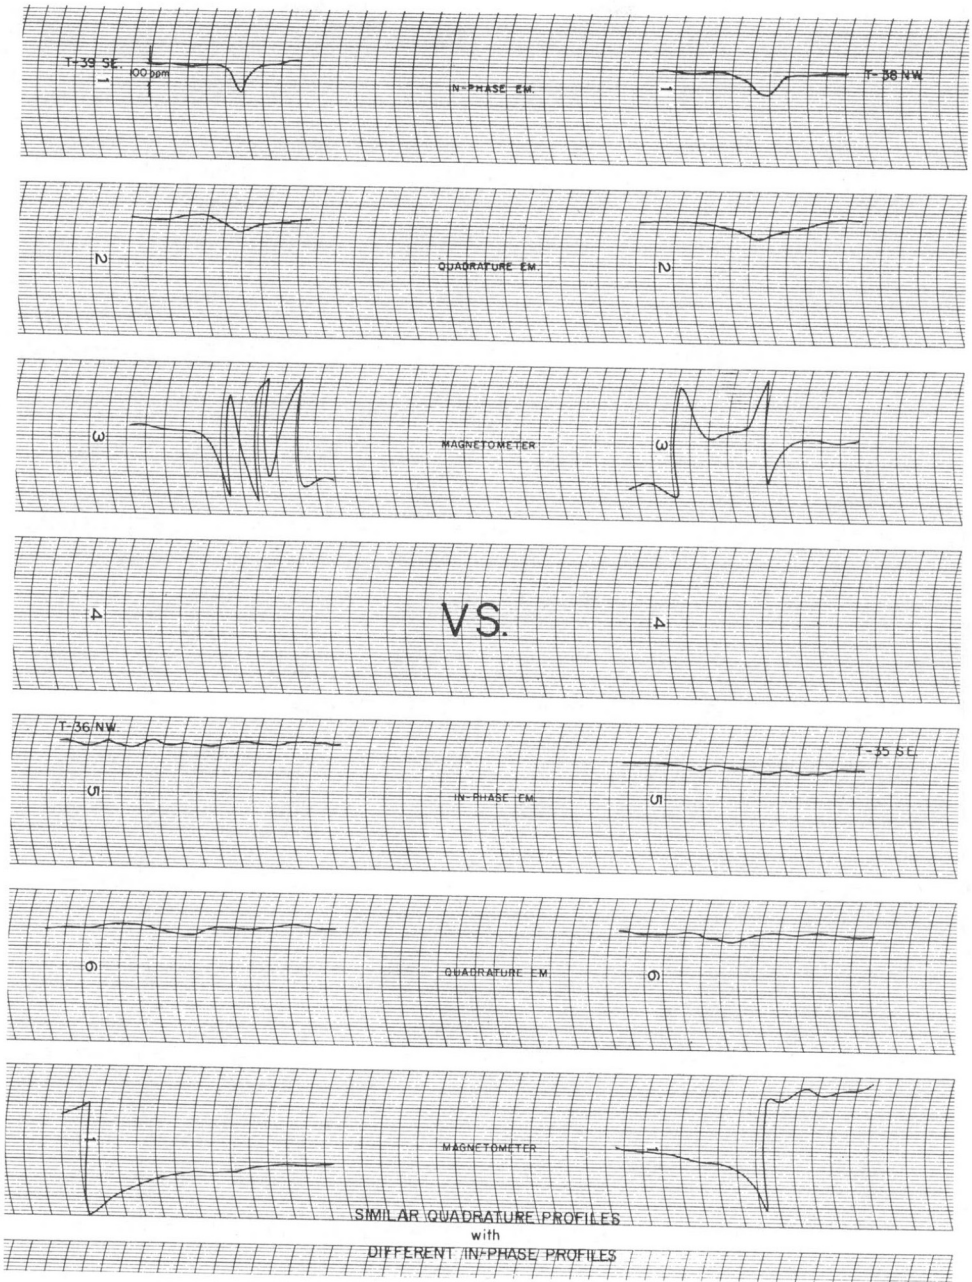 T-39 SE.
100 ppm
1
IN-PHASE EM.
1
T-38 NW
2
QUADRATURE EM.
2
3
MAGNETOMETER
3
4
VS.
4
T-36 NW.
T-35 S E.
5
IN-PHASE EM.
5
6
QUADRATURE EM
6
1
MAGNETOMETER
1
SIMILAR QUADRATURE PROFILES
with
DIFFERENT IN-PHASE PROFILES